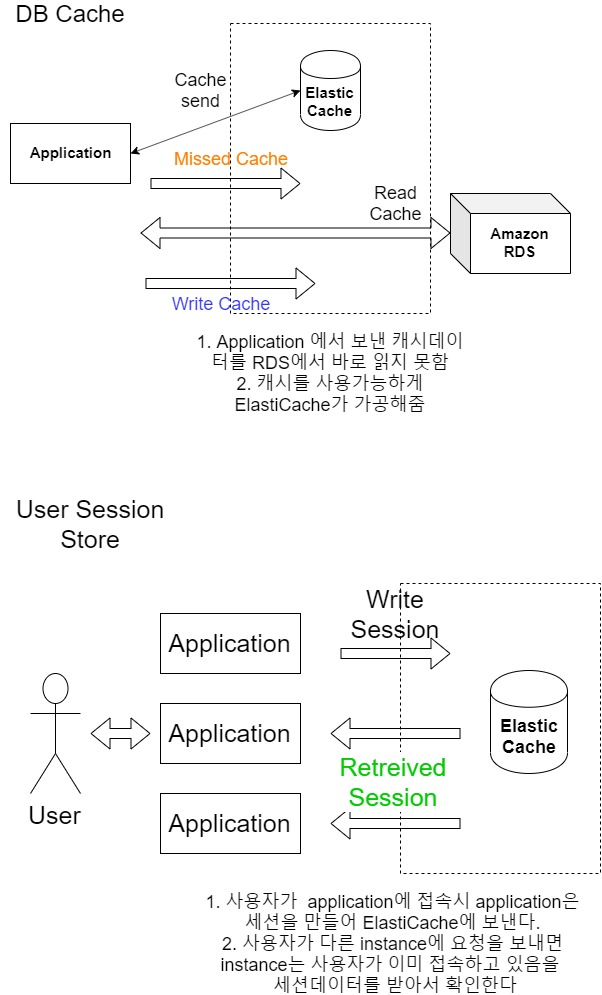 DB Cache
Cache
send
Elastic
Cache
Application
Missed Cache
Read
Cache
Amazon
RDS
Write Cache
1. Application 에서 보낸 캐시데이
터를 RDS에서 바로 읽지 못함
2. 캐시를 사용가능하게
ElastiCache가 가공해줌
User Session
Store
Write
Session
Application
Application
Elastic
Cache
Retreived
Session
User
Application
1. 사용자가 application에 접속시 application은
세션을 만들어 ElastiCache에 보낸다.
2. 사용자가 다른 instance에 요청을 보내면
instance는 사용자가 이미 접속하고 있음을
세션데이터를 받아서 확인한다